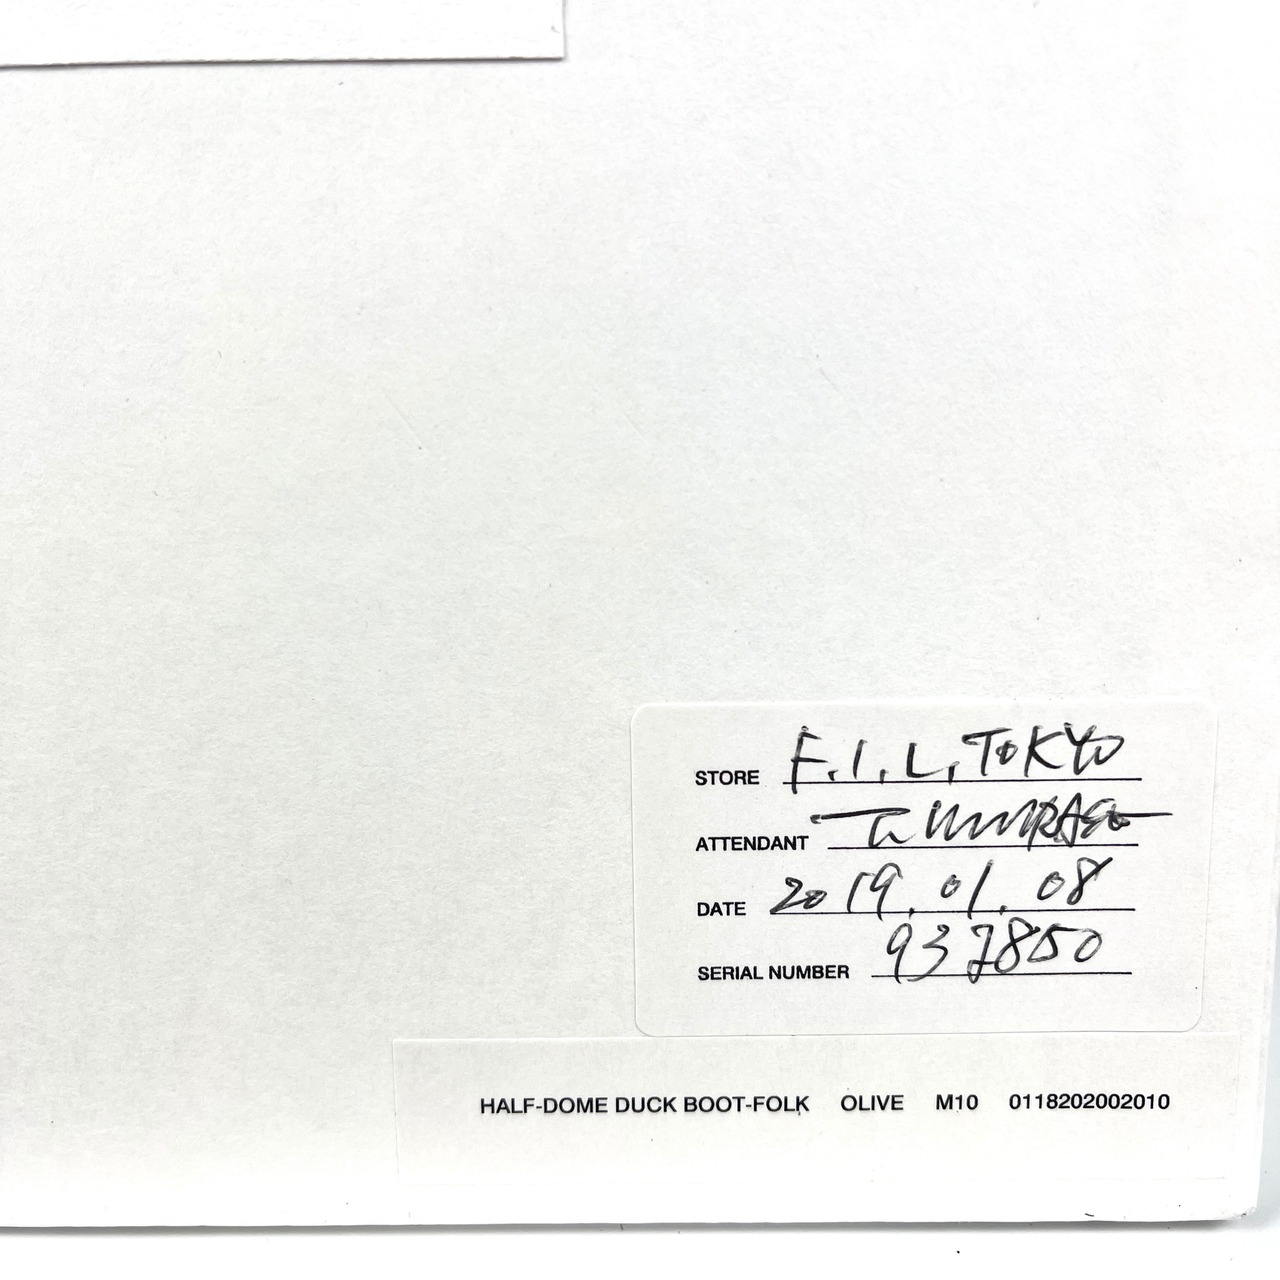 STORE F.I.L. TOKYO
ATTENDANT
DATE 2019.01.08
SERIAL NUMBER 937850
HALF-DOME DUCK BOOT-FOLK OLIVE M10 0118202002010